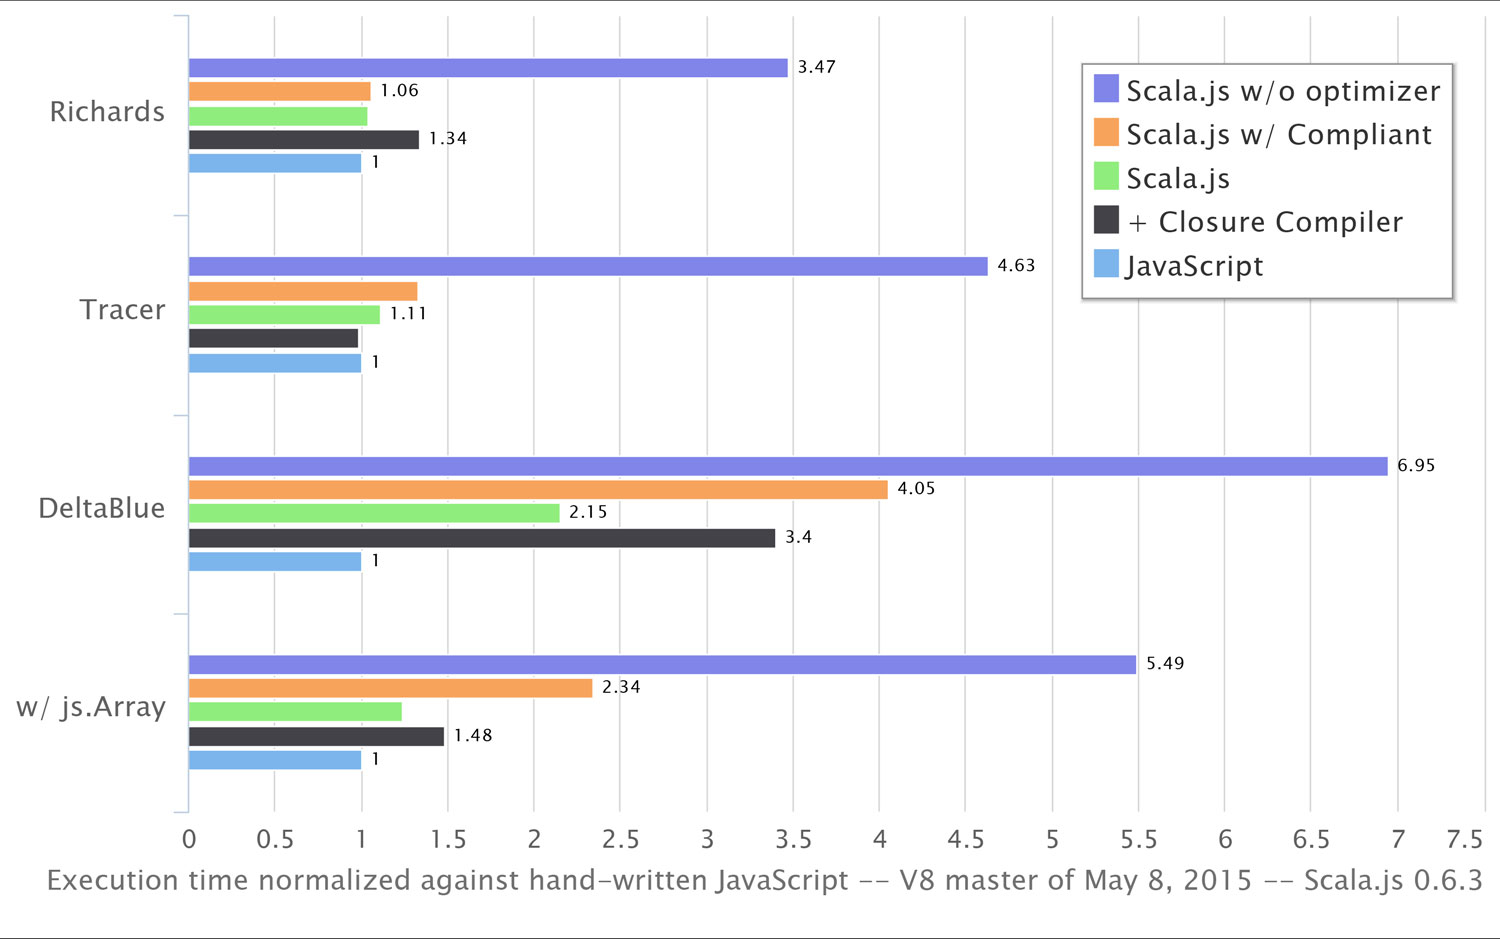 3.47
Richards
1.06
1.34
1
Scala.js w/o optimizer
Scala.js w/ Compliant
Scala.js
+ Closure Compiler
JavaScript
4.63
Tracer
1.11
1
6.95
DeltaBlue
4.05
2.15
3.4
1
5.49
w/ js.Array
2.34
1.48
1
0 0.5 1 1.5 2 2.5 3 3.5 4 4.5 5 5.5 6 6.5 7 7.5
Execution time normalized against hand-written JavaScript -- V8 master of May 8, 2015 -- Scala.js 0.6.3